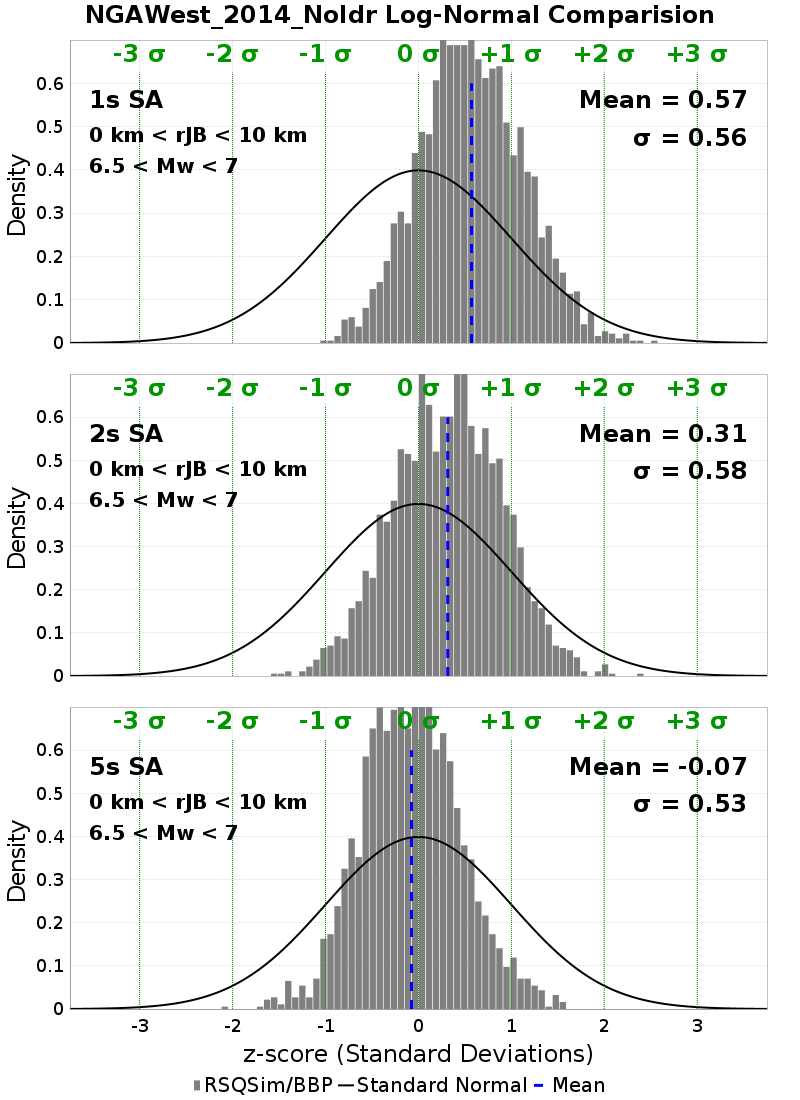 NGAWest_2014_NoIdr Log-Normal Comparision
-3 σ -2 σ -1 σ 0 σ +1 σ +2 σ +3 σ
1s SA
0 km < rJB < 10 km
6.5 < Mw < 7
Mean = 0.57
σ = 0.56
Density
0.6
0.5
0.4
0.3
0.2
0.1
0
-3 σ -2 σ -1 σ 0 σ +1 σ +2 σ +3 σ
2s SA
0 km < rJB < 10 km
6.5 < Mw < 7
Mean = 0.31
σ = 0.58
Density
0.6
0.5
0.4
0.3
0.2
0.1
0
-3 σ -2 σ -1 σ 0 σ +1 σ +2 σ +3 σ
5s SA
0 km < rJB < 10 km
6.5 < Mw < 7
Mean = -0.07
σ = 0.53
Density
0.6
0.5
0.4
0.3
0.2
0.1
0
-3 -2 -1 0 1 2 3
z-score (Standard Deviations)
RSQSim/BBP Standard Normal Mean